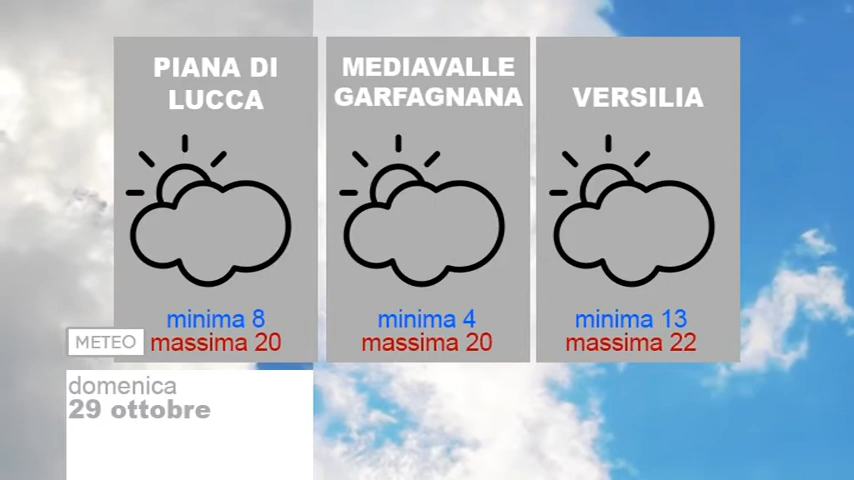 PIANA DI
LUCCA
minima 8
massima 20
MEDIAVALLE
GARFAGNANA
minima 4
massima 20
VERSILIA
minima 13
massima 22
METEO
domenica
29 ottobre